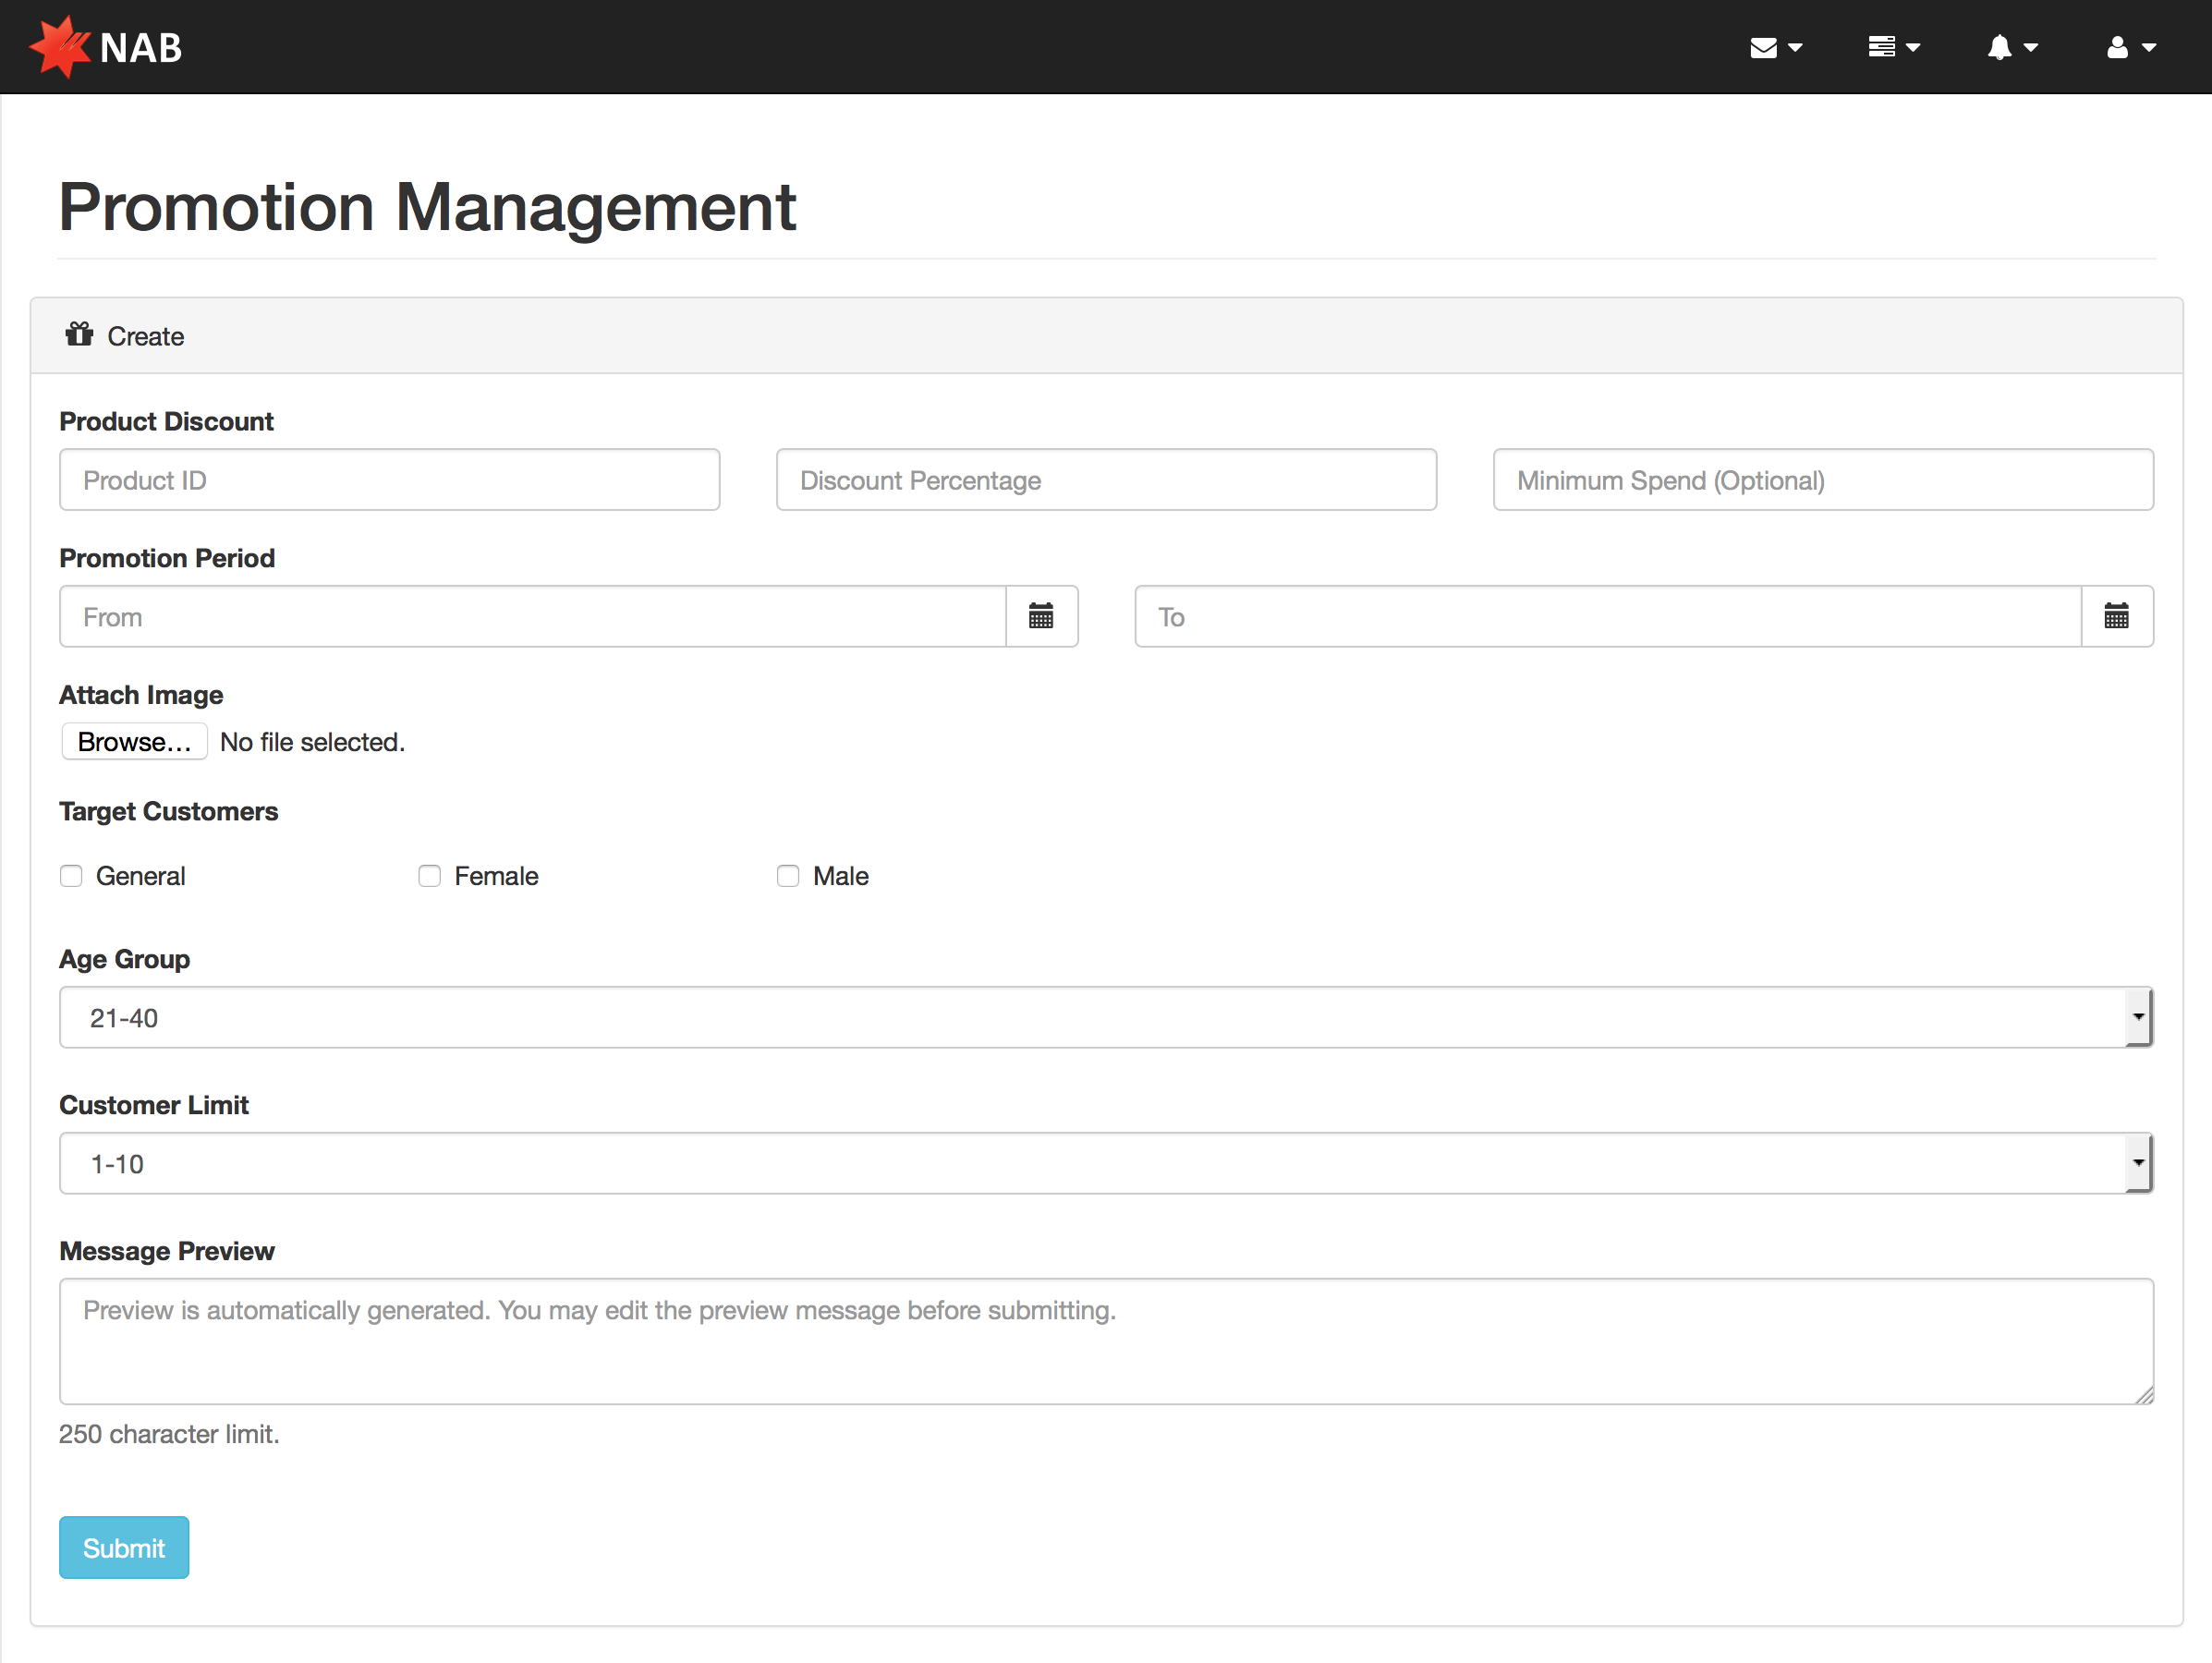 NAB
Promotion Management
Create
Product Discount
Product ID
Discount Percentage
Minimum Spend (Optional)
Promotion Period
From
To
Attach Image
Browse... No file selected.
Target Customers
General
Female
Male
Age Group
21-40
Customer Limit
1-10
Message Preview
Preview is automatically generated. You may edit the preview message before submitting.
250 character limit.
Submit